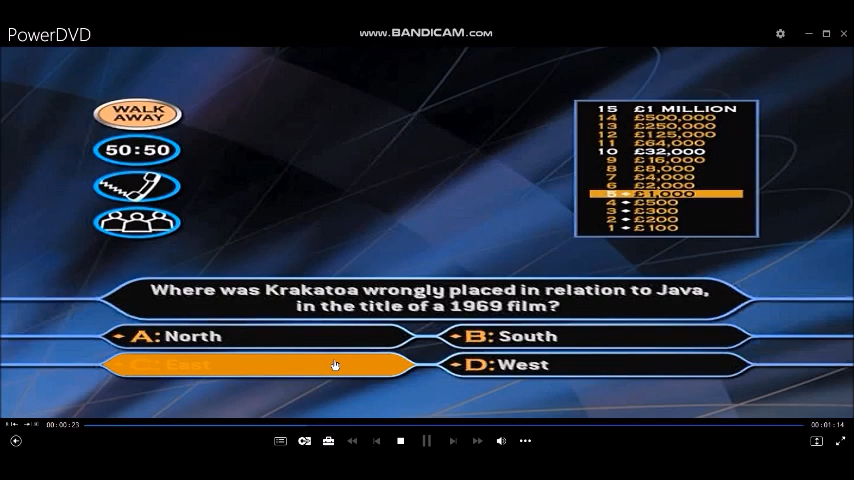 PowerDVD
www.BANDICAM.com
WALK
AWAY
50:50
15 £1 MILLION
14 £500,000
13 £250,000
12 £125,000
11 £64,000
10 £32,000
9 £16,000
8 £8,000
7 £4,000
6 £2,000
5 £1,000
4 £500
3 £300
2 £200
1 £100
Where was Krakatoa wrongly placed in relation to Java,
in the title of a 1969 film?
A: North
B: South
C: East
D: West
00:00:23
00:01:14